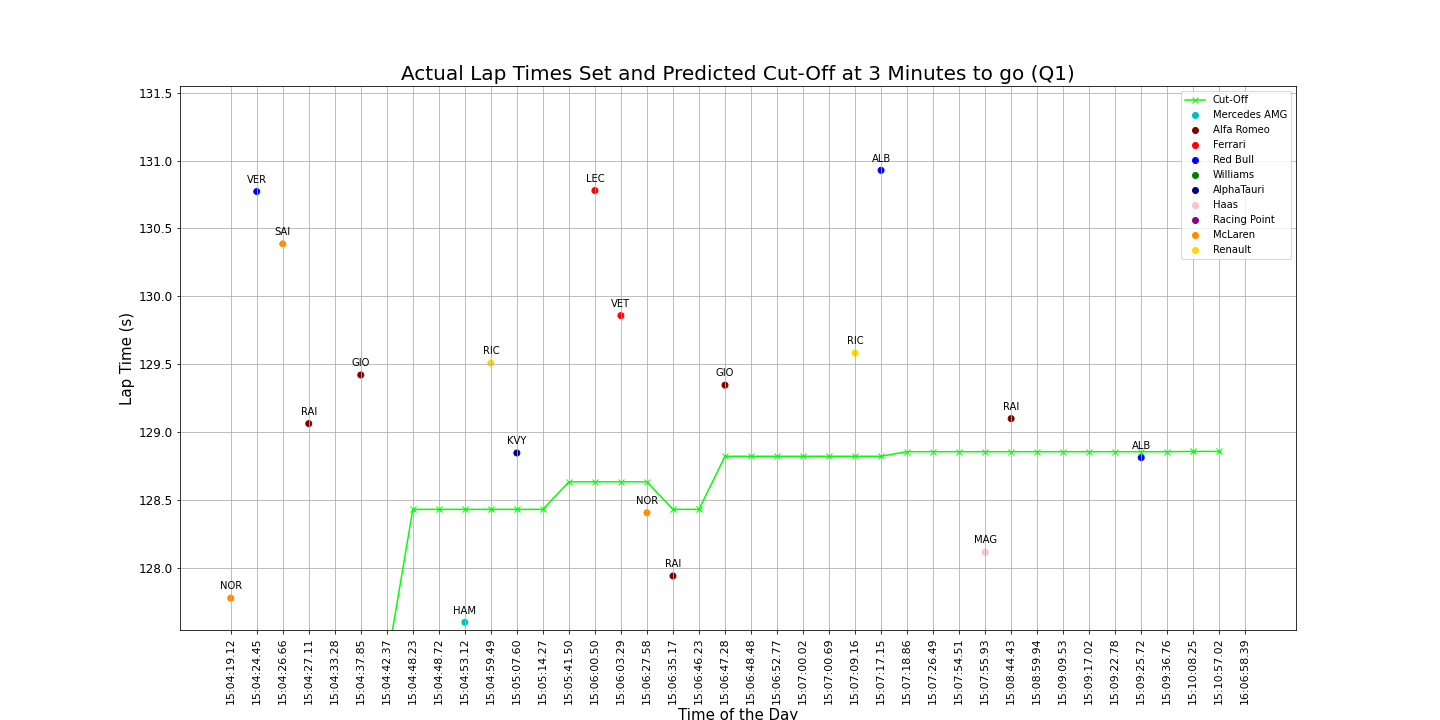 Actual Lap Times Set and Predicted Cut-Off at 3 Minutes to go (Q1)
131.5
131.0
130.5
130.0
129.5
129.0
128.5
128.0
Lap Time (s)
Cut-Off
Mercedes AMG
Alfa Romeo
Ferrari
Red Bull
Williams
AlphaTauri
Haas
Racing Point
McLaren
Renault
NOR
VER
SAI
RAI
GIO
HAM
RIC
KVY
LEC
VET
NOR
RAI
GIO
RIC
ALB
MAG
RAI
ALB
15:04:19.12
15:04:24.45
15:04:26.66
15:04:27.11
15:04:33.28
15:04:37.85
15:04:42.37
15:04:48.23
15:04:48.72
15:04:53.12
15:04:59.49
15:05:07.60
15:05:14.27
15:05:41.50
15:06:00.50
15:06:03.29
15:06:27.58
15:06:35.17
15:06:46.23
15:06:47.28
15:06:48.48
15:06:52.77
15:07:00.02
15:07:00.69
15:07:09.16
15:07:17.15
15:07:18.86
15:07:26.49
15:07:54.51
15:07:55.93
15:08:44.43
15:08:59.94
15:09:09.53
15:09:17.02
15:09:22.78
15:09:25.72
15:09:36.76
15:10:08.25
15:10:57.02
16:06:58.39
Time of the Day